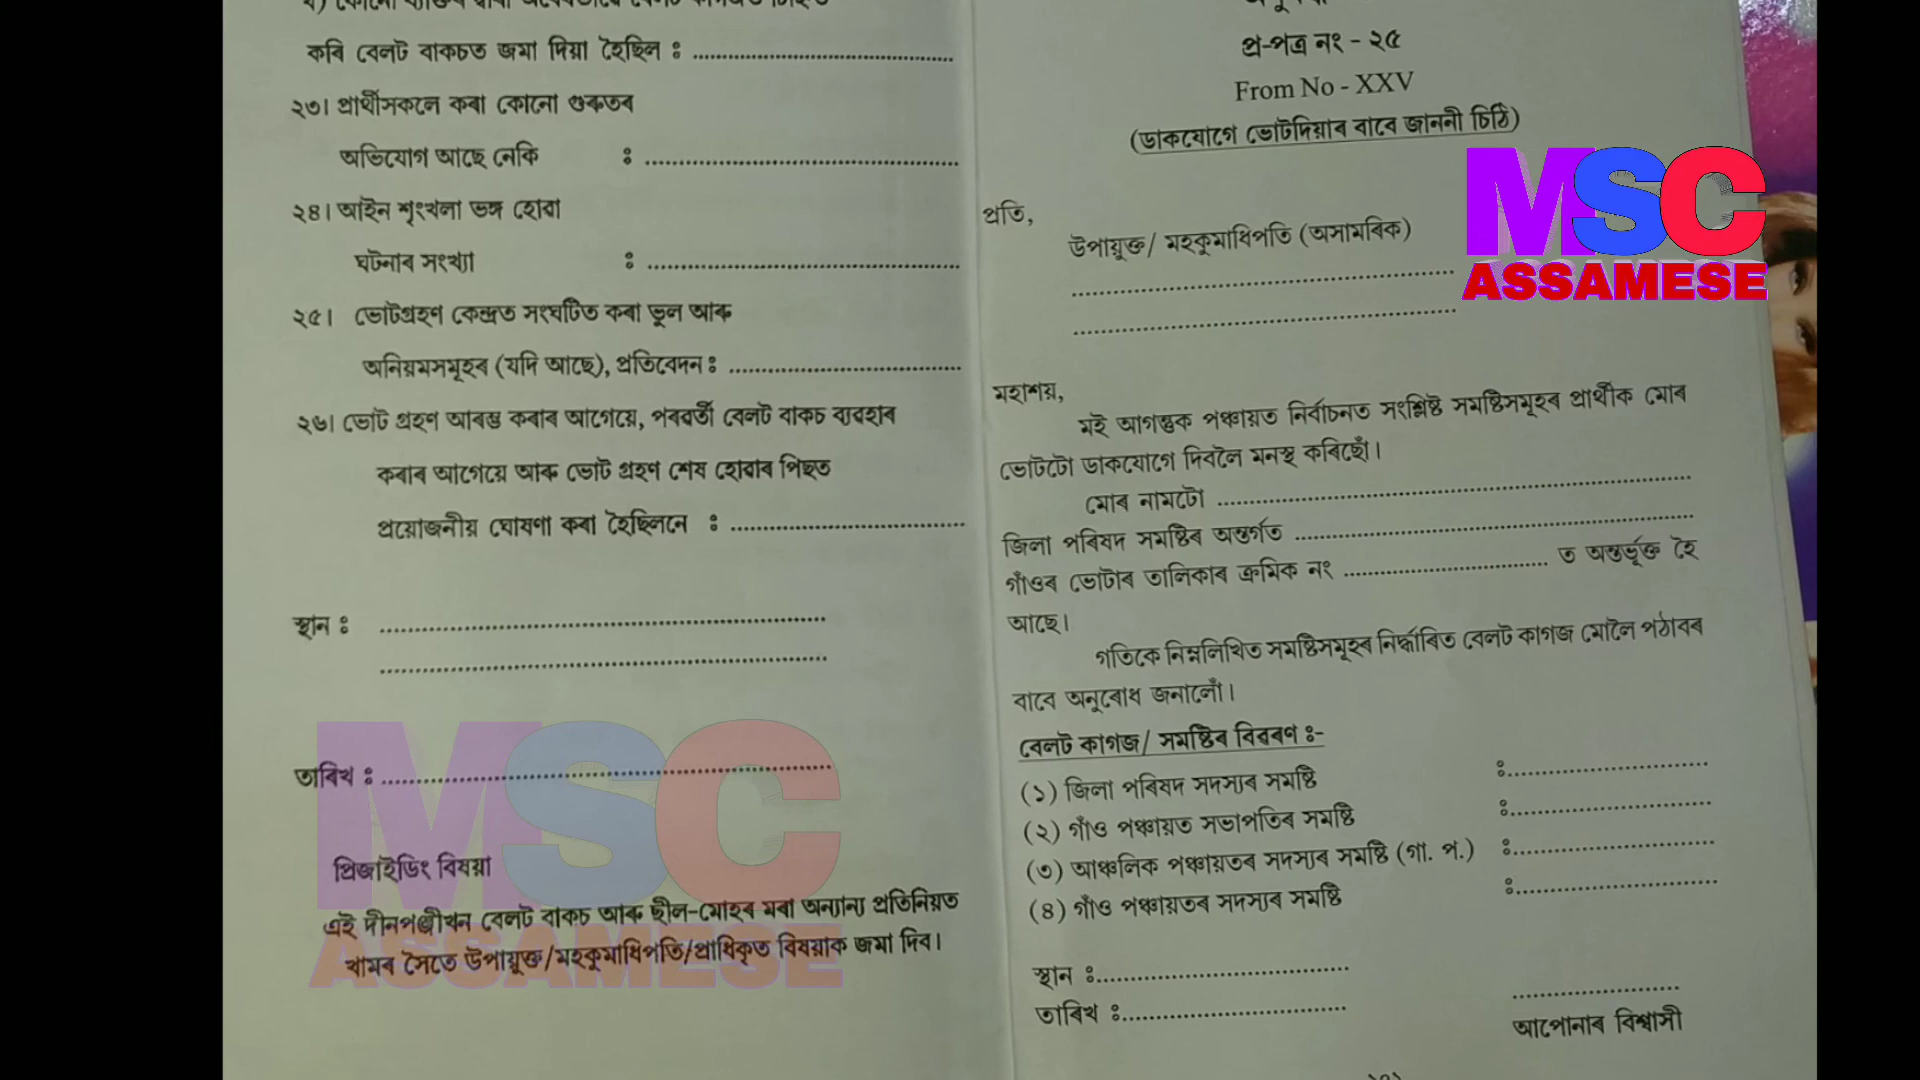 কৰি বেলট বাকচত জমা দিয়া হৈছিল ঃ ............
২৩। প্ৰাৰ্থীসকলে কৰা কোনো গুৰুতৰ
অভিযোগ আছে নেকি ঃ ............
২৪। আইন শৃংখলা ভঙ্গ হোৱা
ঘটনাৰ সংখ্যা ঃ ............
২৫। ভোটগ্ৰহণ কেন্দ্ৰত সংঘটিত কৰা ভুল আৰু
অনিয়মসমূহৰ (যদি আছে), প্ৰতিবেদন ঃ ............
২৬। ভোট গ্ৰহণ আৰম্ভ কৰাৰ আগেয়ে, পৰৱৰ্তী বেলট বাকচ ব্যৱহাৰ
কৰাৰ আগেয়ে আৰু ভোট গ্ৰহণ শেষ হোৱাৰ পিছত
প্ৰয়োজনীয় ঘোষণা কৰা হৈছিলনে ঃ ............
স্থান ঃ ............
............
তাৰিখ ঃ ............
প্ৰিজাইডিং বিষয়া
এই দীনপঞ্জীখন বেলট বাকচ আৰু ছীল-মোহৰ মৰা অন্যান্য প্ৰতিনিয়ত
খামৰ সৈতে উপায়ুক্ত/মহকুমাধিপতি/প্ৰাধিকৃত বিষয়াক জমা দিব।
MSC
ASSAMESE
প্ৰ-পত্ৰ নং - ২৫
From No - XXV
(ডাকযোগে ভোটদিয়াৰ বাবে জাননী চিঠি)
MSC
ASSAMESE
প্ৰতি,
উপায়ুক্ত/ মহকুমাধিপতি (অসামৰিক)
............
............
মহাশয়,
মই আগন্তুক পঞ্চায়ত নিৰ্বাচনত সংশ্লিষ্ট সমষ্টিসমূহৰ প্ৰাৰ্থীক মোৰ
ভোটটো ডাকযোগে দিবলৈ মনস্থ কৰিছোঁ।
মোৰ নামটো ............
জিলা পৰিষদ সমষ্টিৰ অন্তৰ্গত ............
গাঁওৰ ভোটাৰ তালিকাৰ ক্ৰমিক নং ............ ত অন্তৰ্ভূক্ত হৈ
আছে।
গতিকে নিম্নলিখিত সমষ্টিসমূহৰ নিৰ্দ্ধাৰিত বেলট কাগজ মোলৈ পঠাবৰ
বাবে অনুৰোধ জনালোঁ।
বেলট কাগজ/ সমষ্টিৰ বিৱৰণ ঃ-
(১) জিলা পৰিষদ সদস্যৰ সমষ্টি ঃ............
(২) গাঁও পঞ্চায়ত সভাপতিৰ সমষ্টি ঃ............
(৩) আঞ্চলিক পঞ্চায়তৰ সদস্যৰ সমষ্টি (গা. প.) ঃ............
(৪) গাঁও পঞ্চায়তৰ সদস্যৰ সমষ্টি ঃ............
স্থান ঃ............
তাৰিখ ঃ............
............
আপোনাৰ বিশ্বাসী